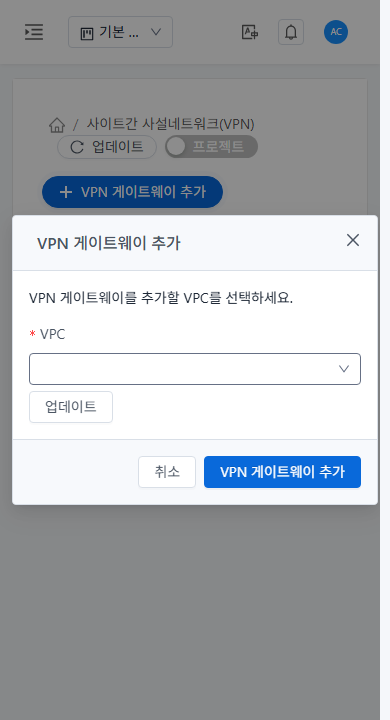 기본 ...
AC
/ 사이트간 사설네트워크(VPN)
업데이트 프로젝트
VPN 게이트웨이 추가
VPN 게이트웨이 추가
VPN 게이트웨이를 추가할 VPC를 선택하세요.
* VPC
업데이트
취소 VPN 게이트웨이 추가